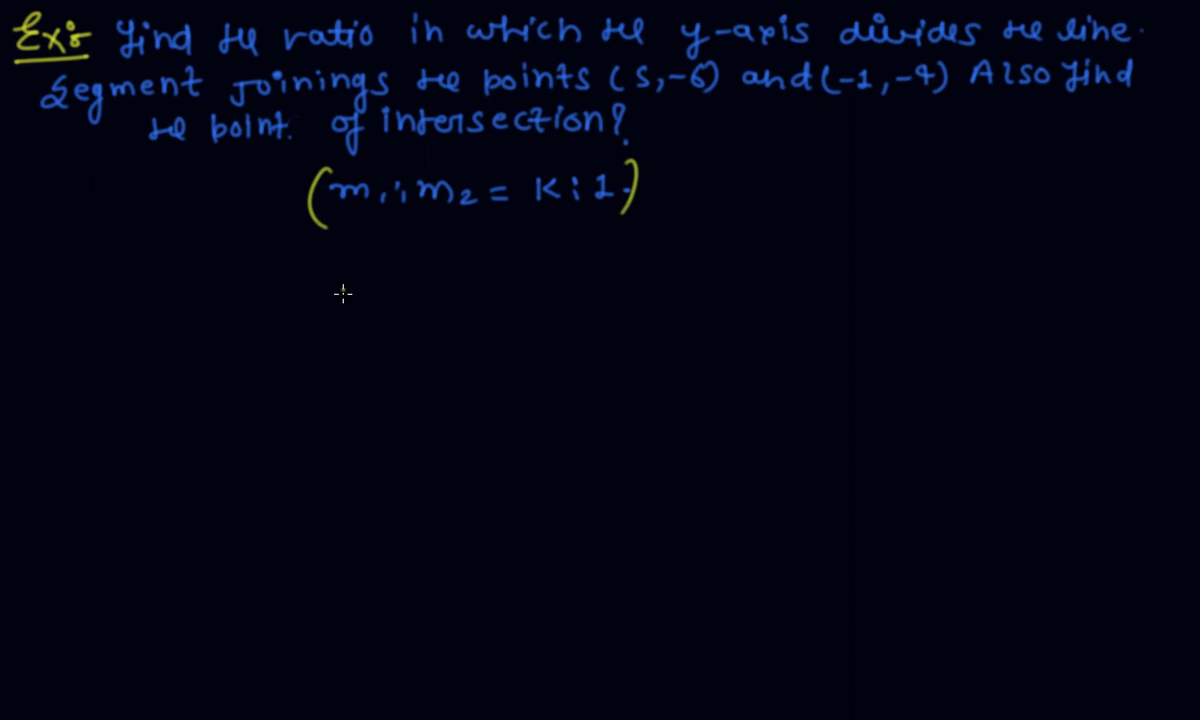 Ex: Find the ratio in which the y-axis divides the line
segment joinings the points (5,-6) and (-1,-4) Also find
the point of intersection?
(m₁:m₂ = K:1)